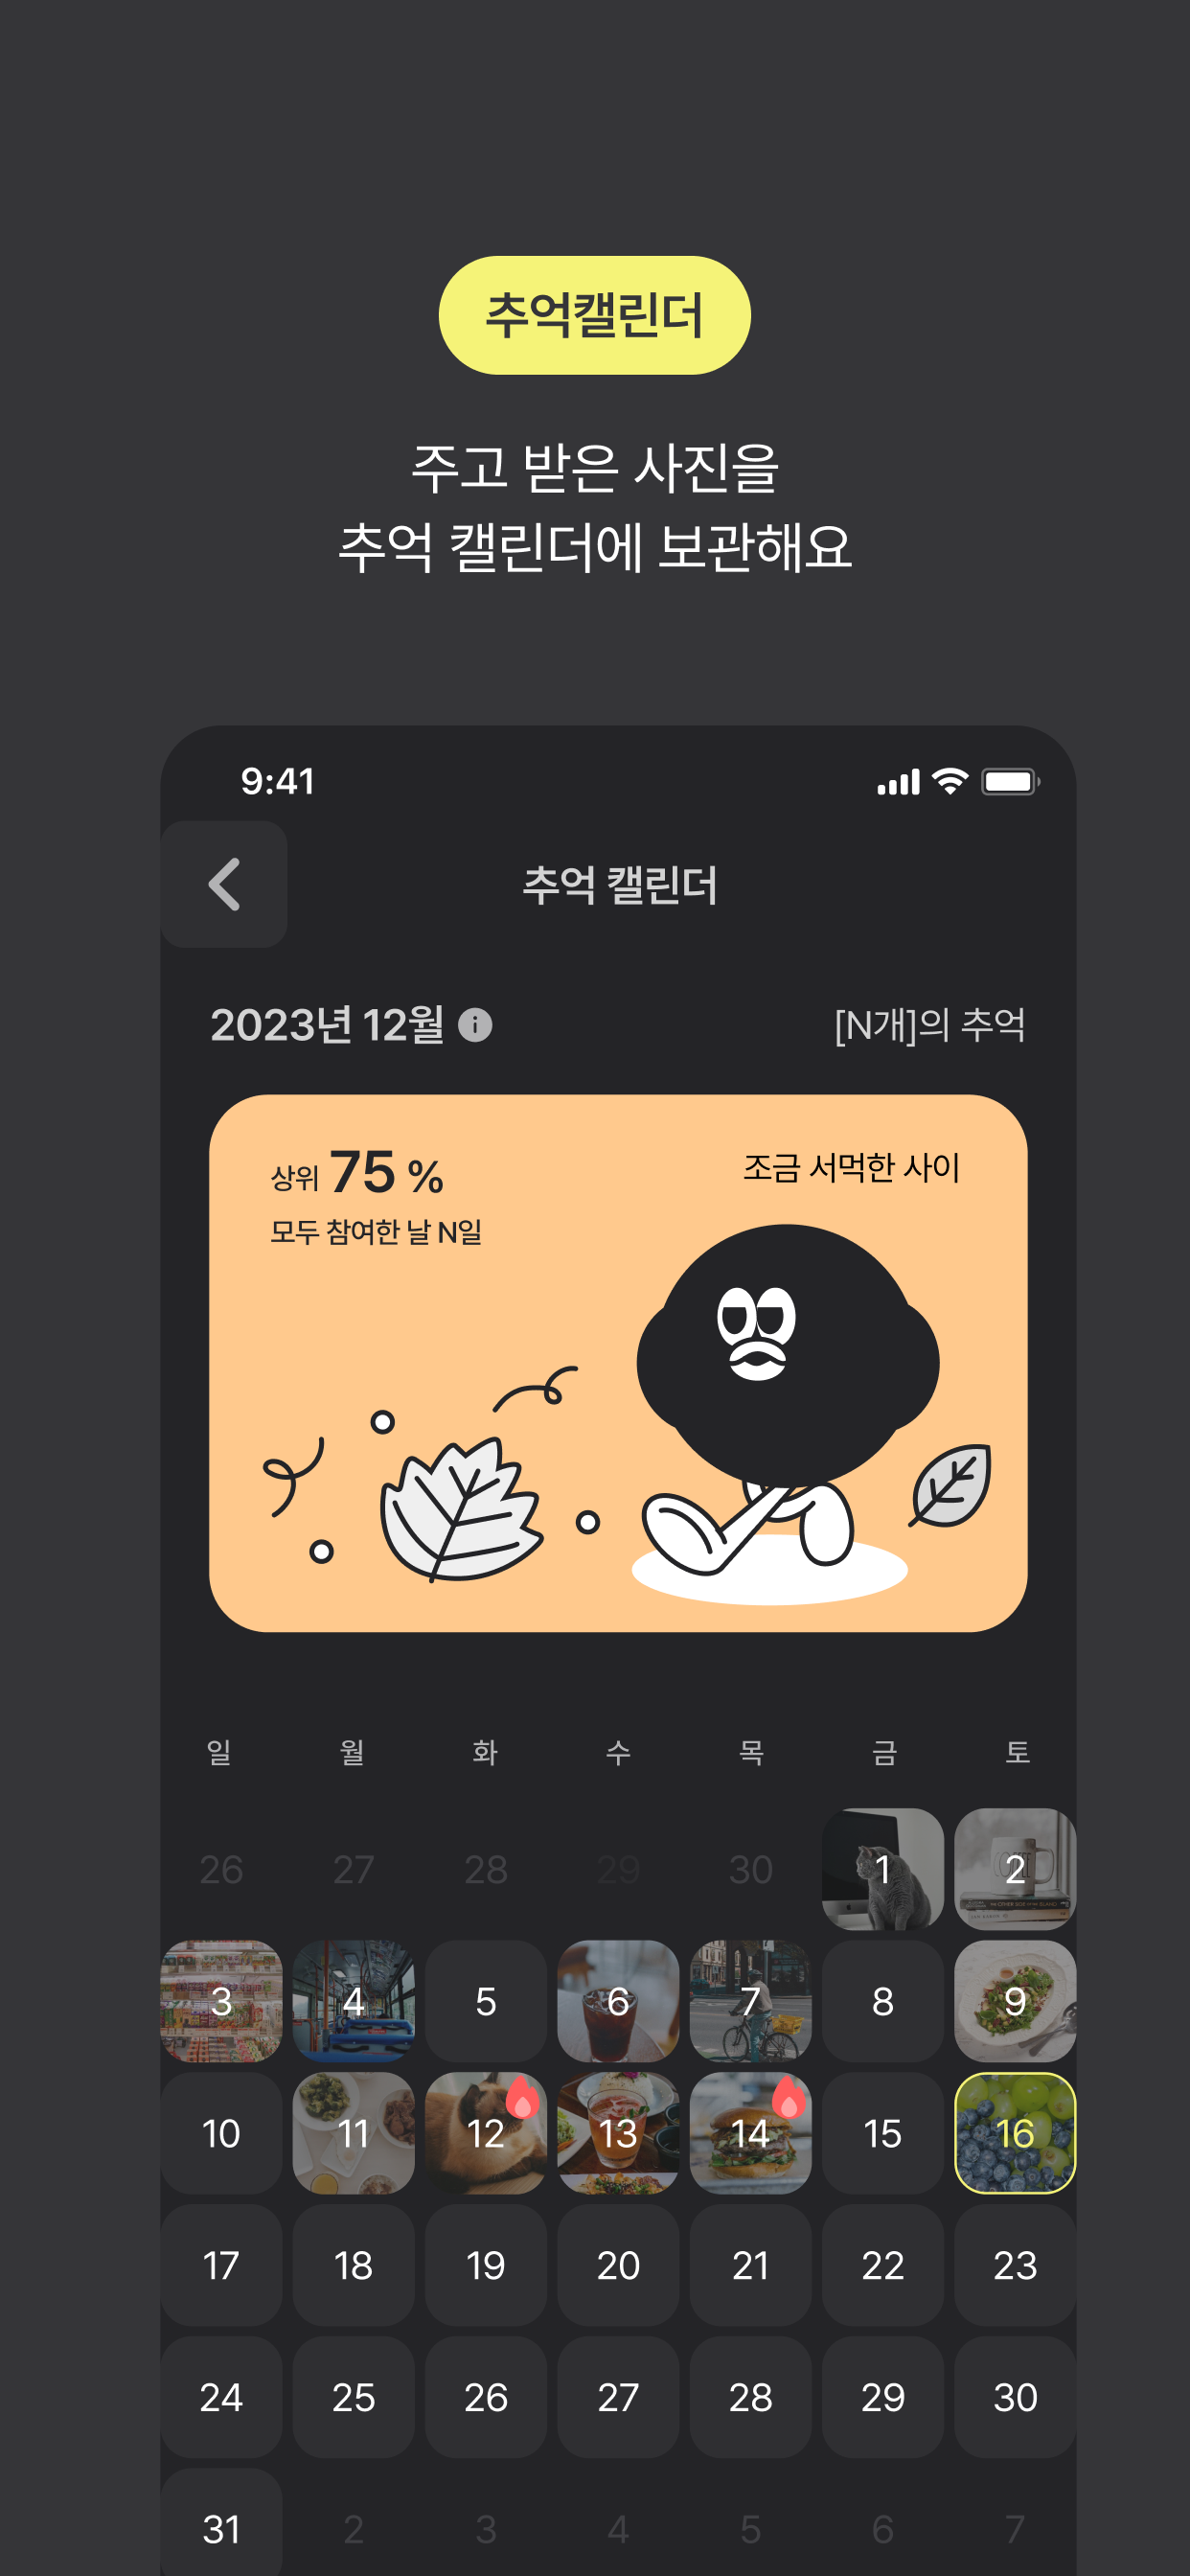 추억캘린더
주고 받은 사진을
추억 캘린더에 보관해요
9:41
추억 캘린더
2023년 12월 [N개]의 추억
상위 75 % 조금 서먹한 사이
모두 참여한 날 N일
일 월 화 수 목 금 토
26 27 28 29 30 1 2
3 4 5 6 7 8 9
10 11 12 13 14 15 16
17 18 19 20 21 22 23
24 25 26 27 28 29 30
31 2 3 4 5 6 7